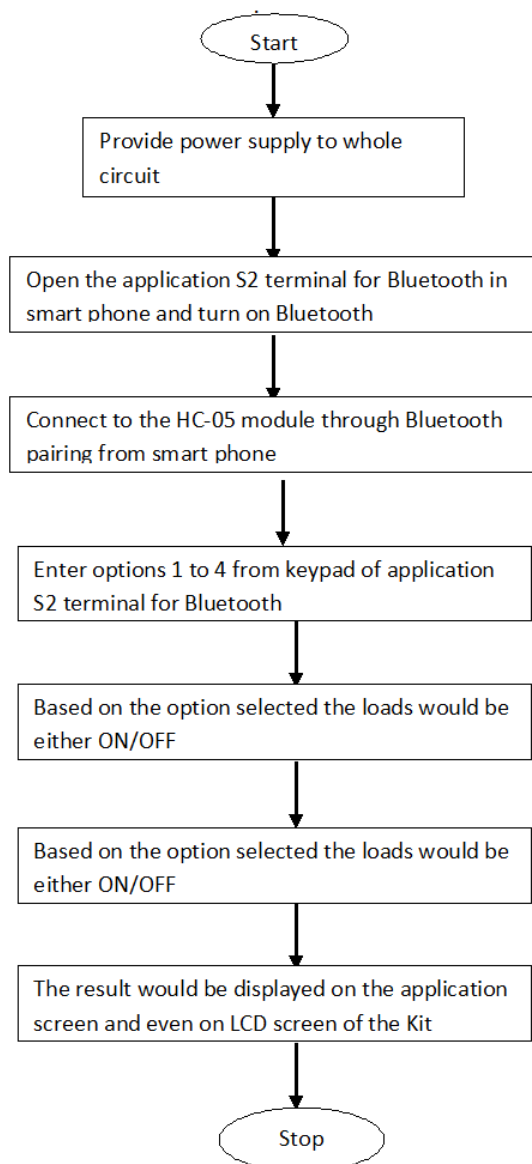 Start
Provide power supply to whole
circuit
Open the application S2 terminal for Bluetooth in
smart phone and turn on Bluetooth
Connect to the HC-05 module through Bluetooth
pairing from smart phone
Enter options 1 to 4 from keypad of application
S2 terminal for Bluetooth
Based on the option selected the loads would be
either ON/OFF
Based on the option selected the loads would be
either ON/OFF
The result would be displayed on the application
screen and even on LCD screen of the Kit
Stop